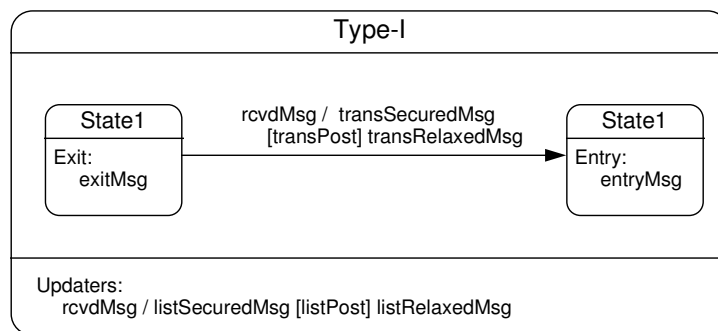 Type-I
State1
Exit:
exitMsg
rcvdMsg / transSecuredMsg
[transPost] transRelaxedMsg
State1
Entry:
entryMsg
Updaters:
rcvdMsg / listSecuredMsg [listPost] listRelaxedMsg